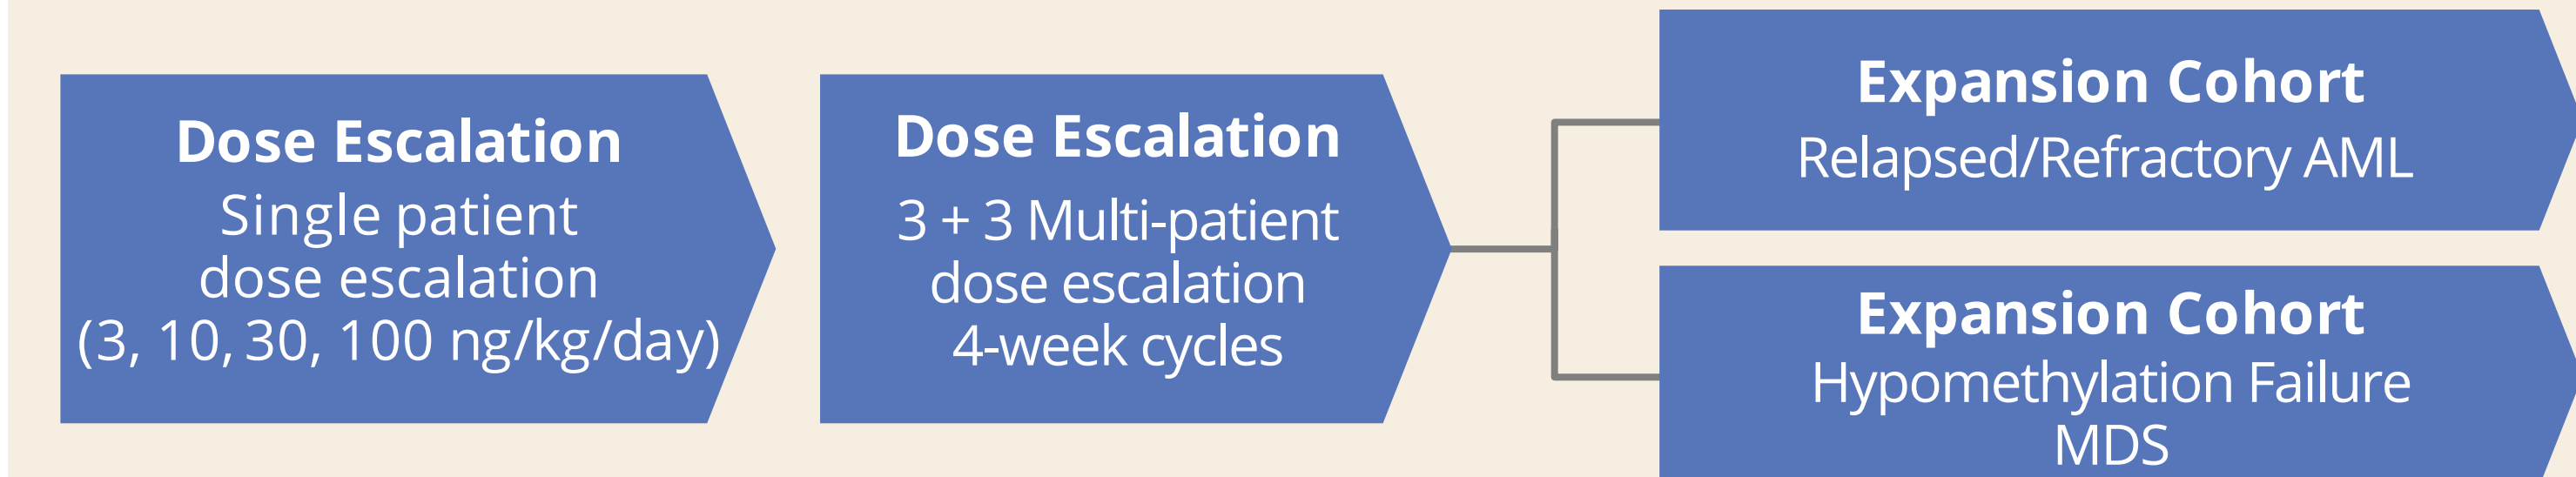 Dose Escalation
Single patient
dose escalation
(3, 10, 30, 100 ng/kg/day)
Dose Escalation
3 + 3 Multi-patient
dose escalation
4-week cycles
Expansion Cohort
Relapsed/Refractory AML
Expansion Cohort
Hypomethylation Failure
MDS